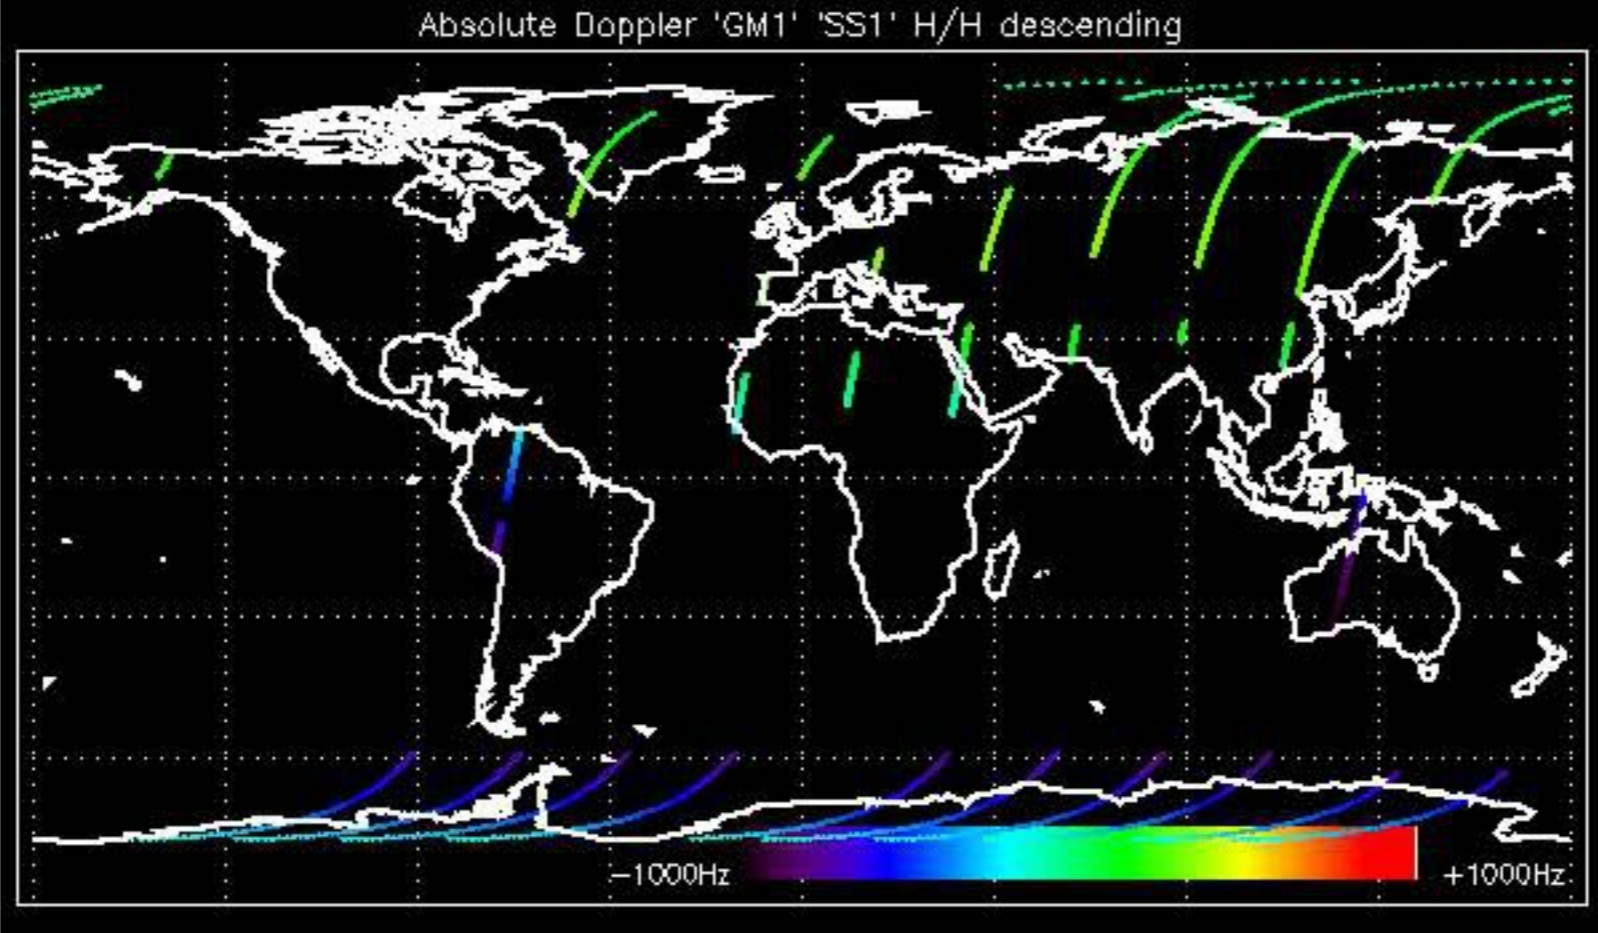 Absolute Doppler 'GM1' 'SS1' H/H descending
−1000Hz +1000Hz